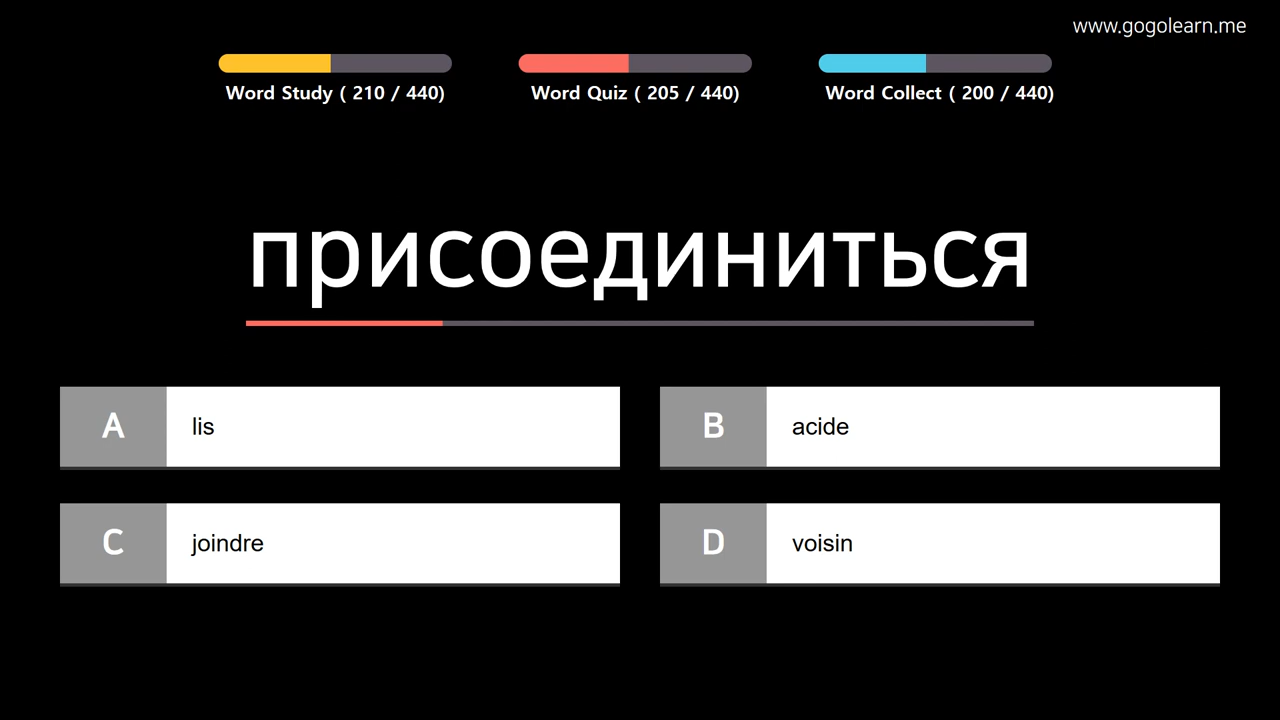 www.gogolearn.me
Word Study ( 210 / 440)
Word Quiz ( 205 / 440)
Word Collect ( 200 / 440)
присоединиться
A lis
B acide
C joindre
D voisin